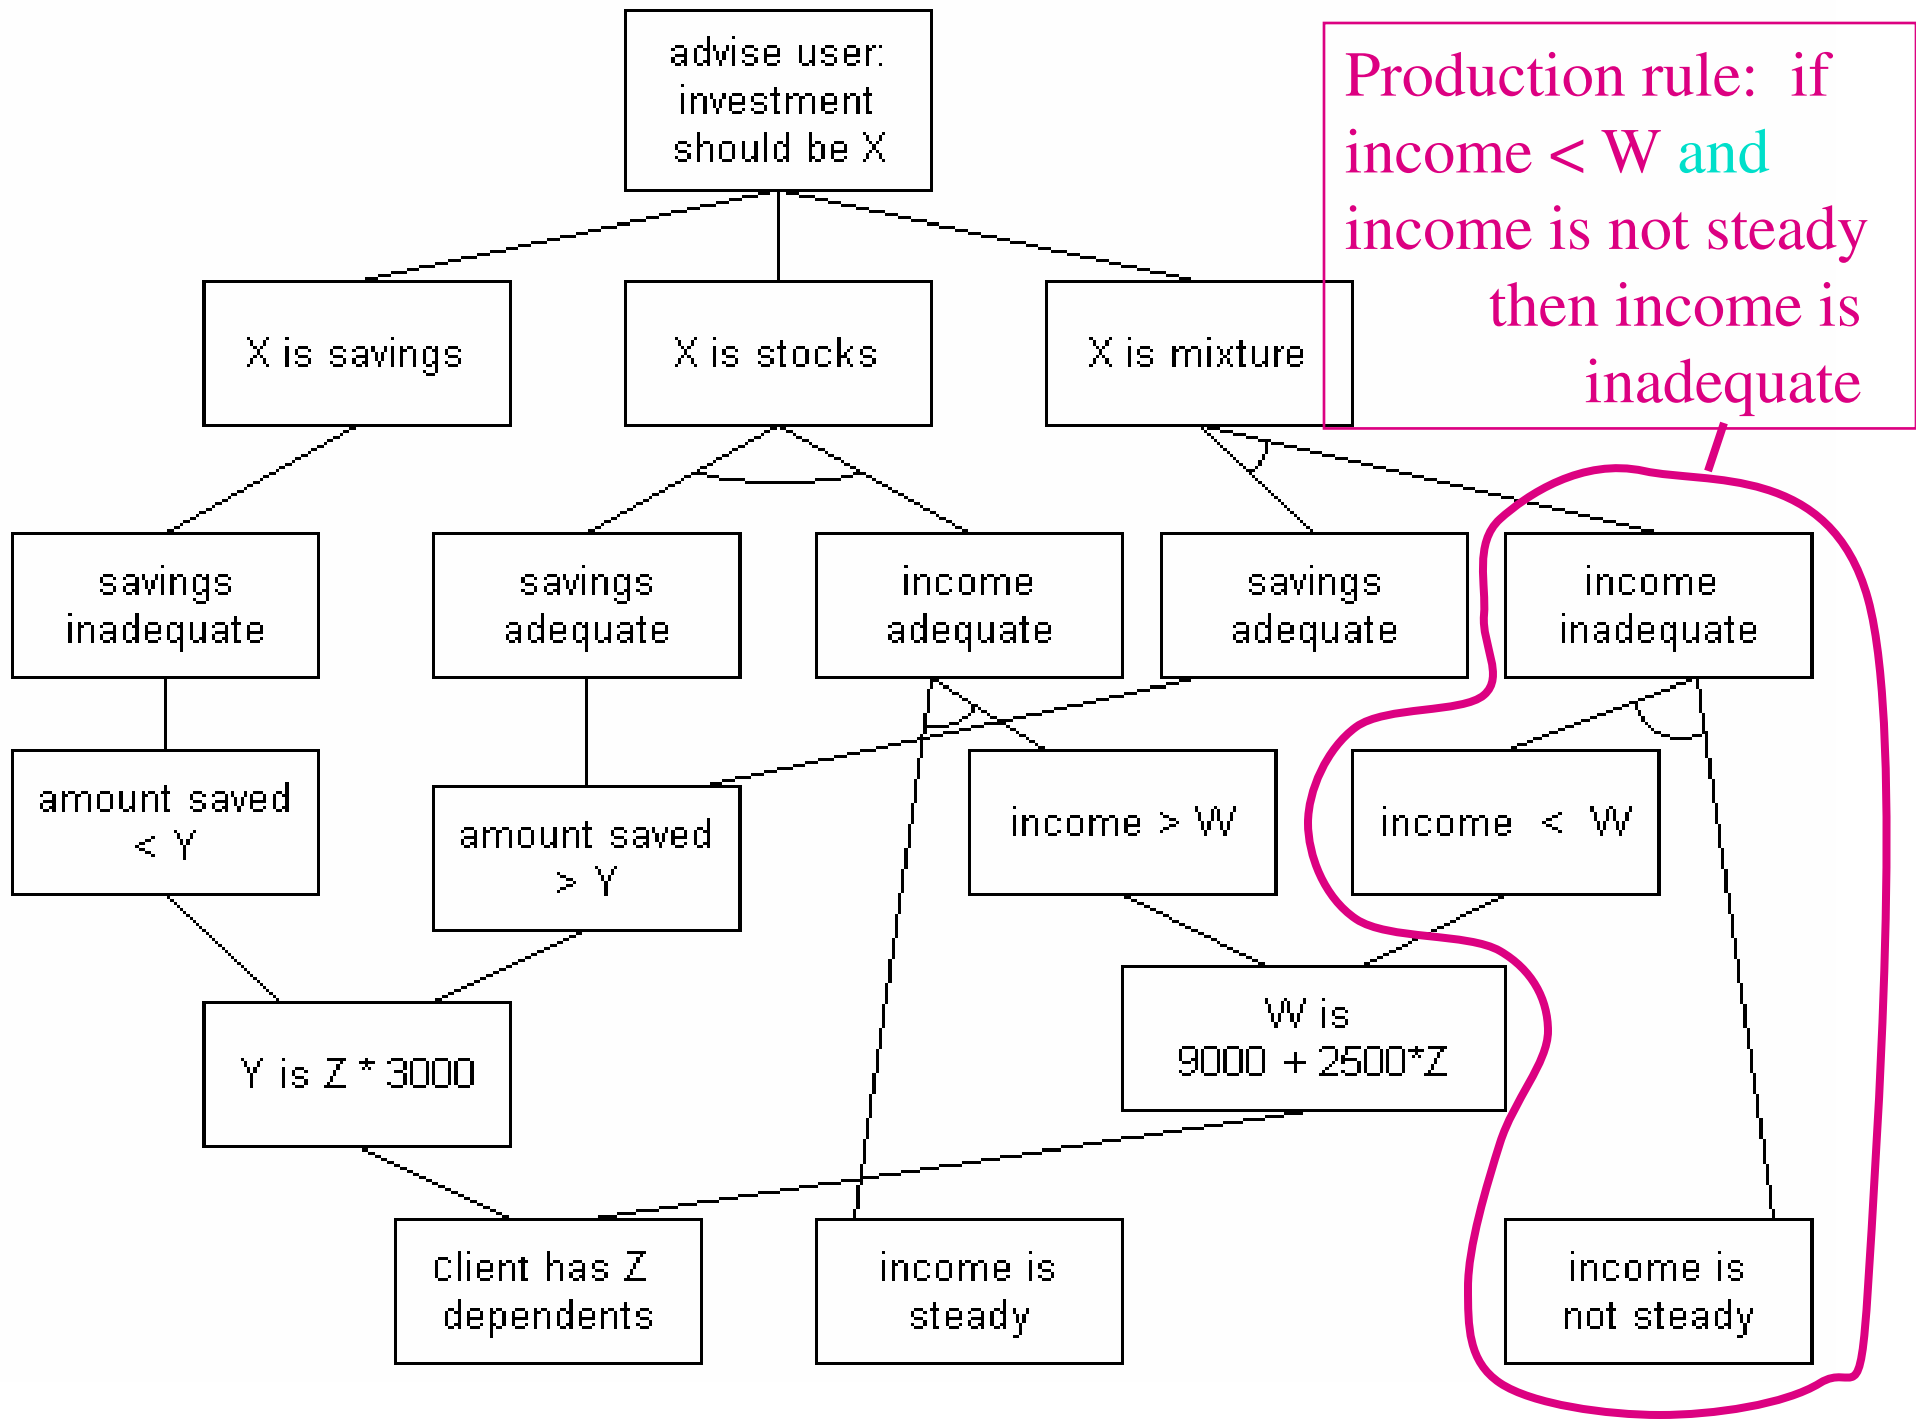 advise user:
investment
should be X
Production rule: if
income < W and
income is not steady
then income is
inadequate
X is savings
X is stocks
X is mixture
savings
inadequate
savings
adequate
income
adequate
savings
adequate
income
inadequate
amount saved
< Y
amount saved
> Y
income > W
income < W
Y is Z * 3000
W is
9000 + 2500*Z
client has Z
dependents
income is
steady
income is
not steady